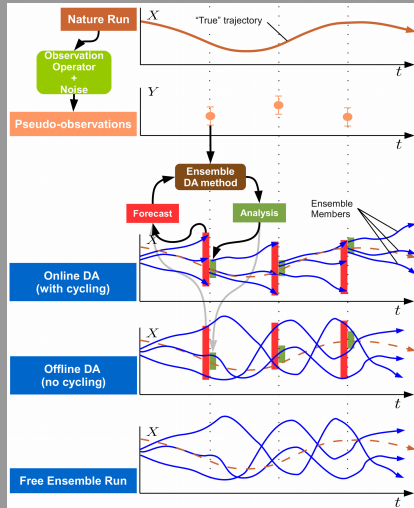 Nature Run
X
"True" trajectory
t
Observation
Operator
+
Noise
Y
Pseudo-observations
t
Ensemble
DA method
Forecast
Analysis
Ensemble
Members
X
Online DA
(with cycling)
t
X
Offline DA
(no cycling)
t
X
Free Ensemble Run
t